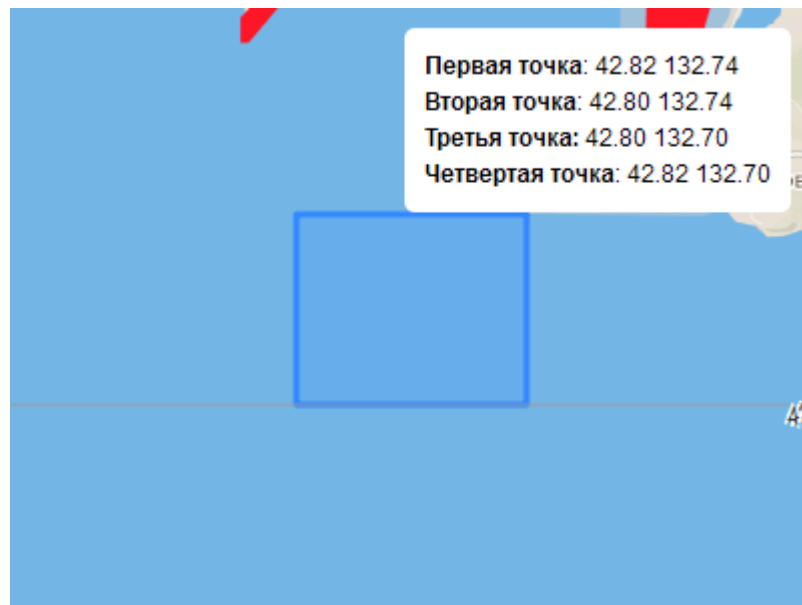 Первая точка: 42.82 132.74
Вторая точка: 42.80 132.74
Третья точка: 42.80 132.70
Четвертая точка: 42.82 132.70